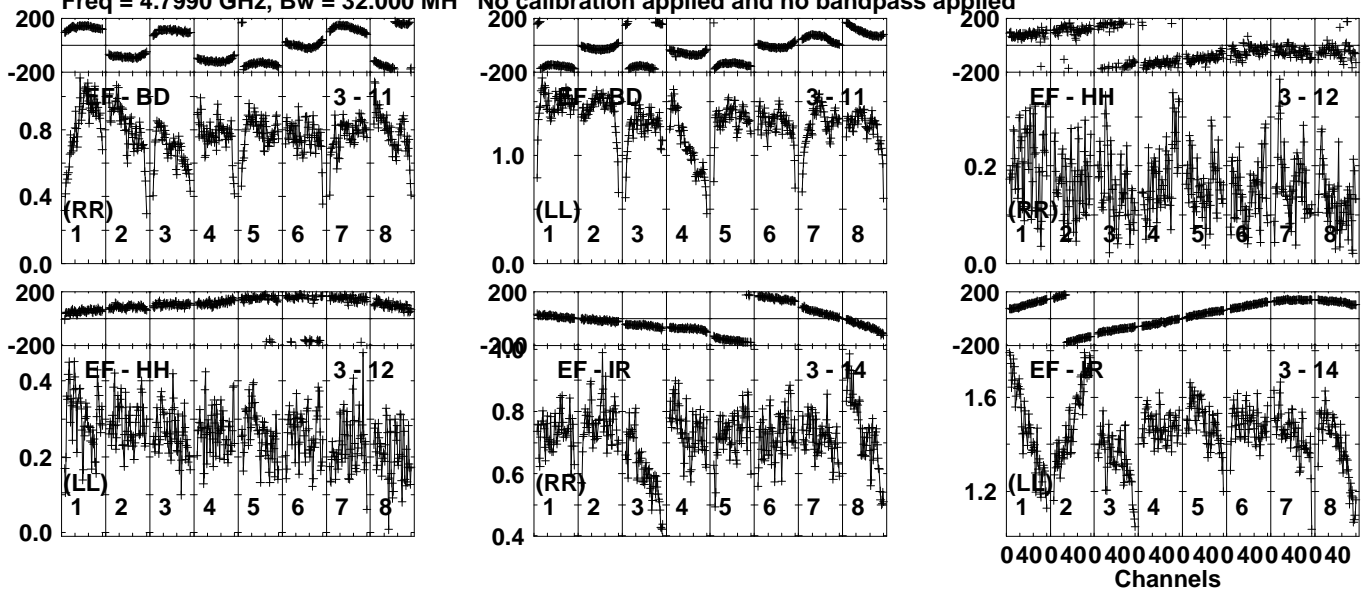 Freq = 4.7990 GHz, Bw = 32.000 MH No calibration applied and no bandpass applied
200
-200
EF - BD 3 - 11
0.8
0.4
(RR)
1 2 3 4 5 6 7 8
0.0
EF - BD 3 - 11
1.0
(LL)
1 2 3 4 5 6 7 8
0.0
200
-200
EF - HH 3 - 12
0.2
(RR)
1 2 3 4 5 6 7 8
0.0
200
-200
EF - HH 3 - 12
0.4
0.2
(LL)
1 2 3 4 5 6 7 8
0.0
200
-200
1.0
EF - IR 3 - 14
0.8
0.6
(RR)
1 2 3 4 5 6 7 8
0.4
200
-200
EF - IR 3 - 14
1.6
1.2
(LL)
1 2 3 4 5 6 7 8
0 40 0 40 0 40 0 40 0 40 0 40 0 40 0 40
Channels